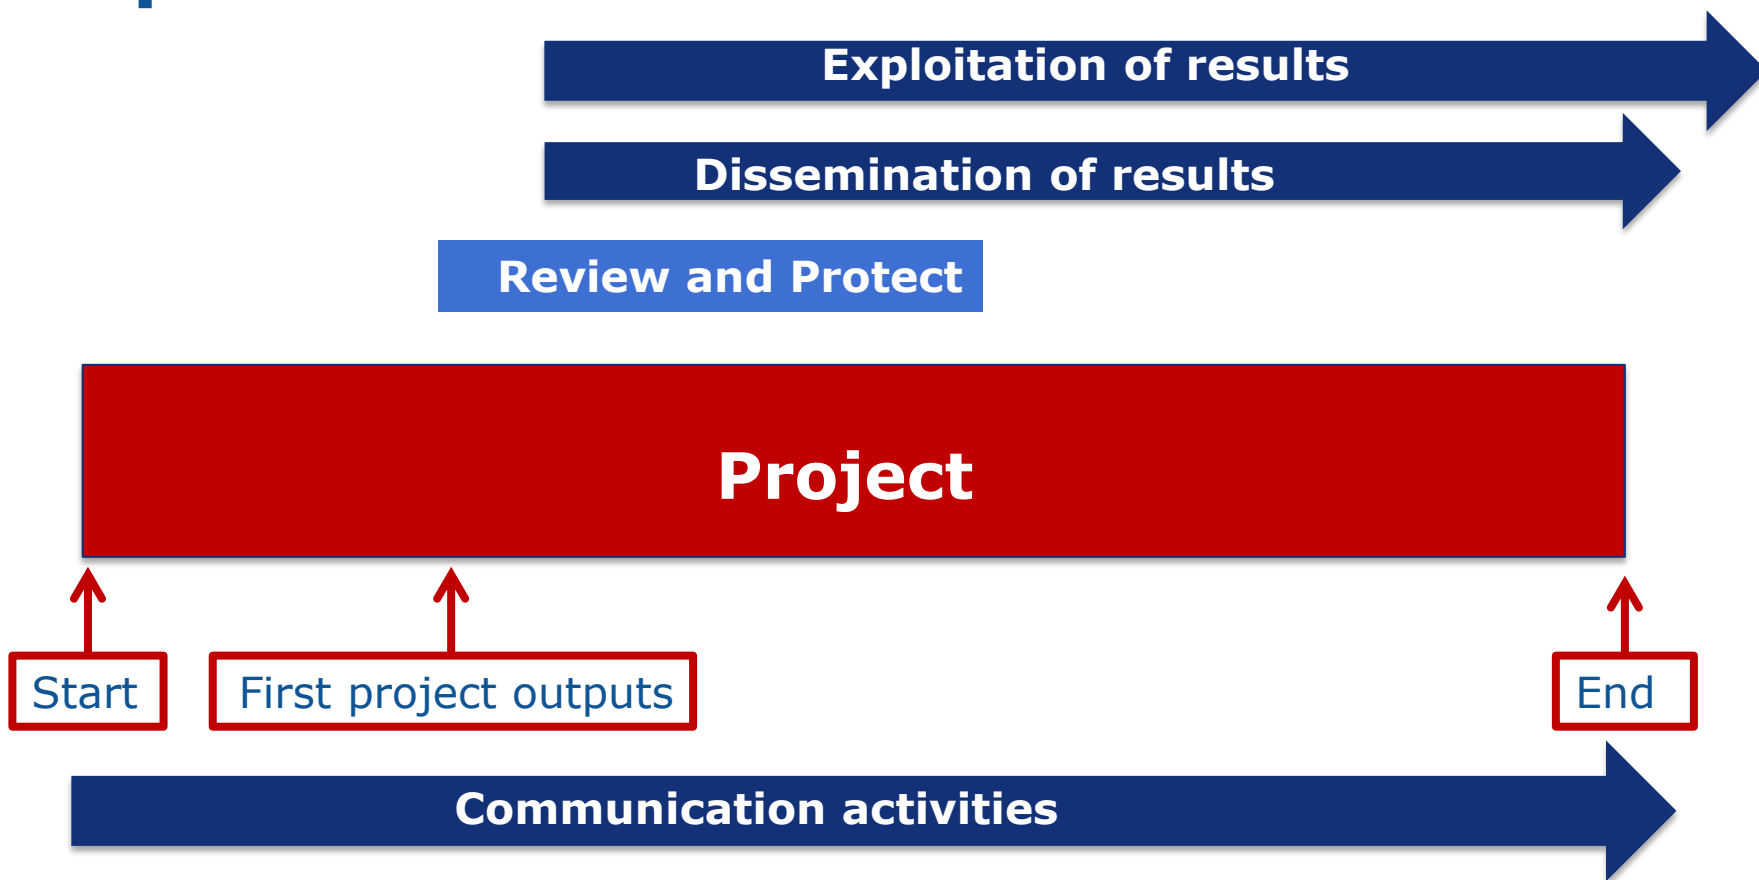 Exploitation of results
Dissemination of results
Review and Protect
Project
Start
First project outputs
End
Communication activities